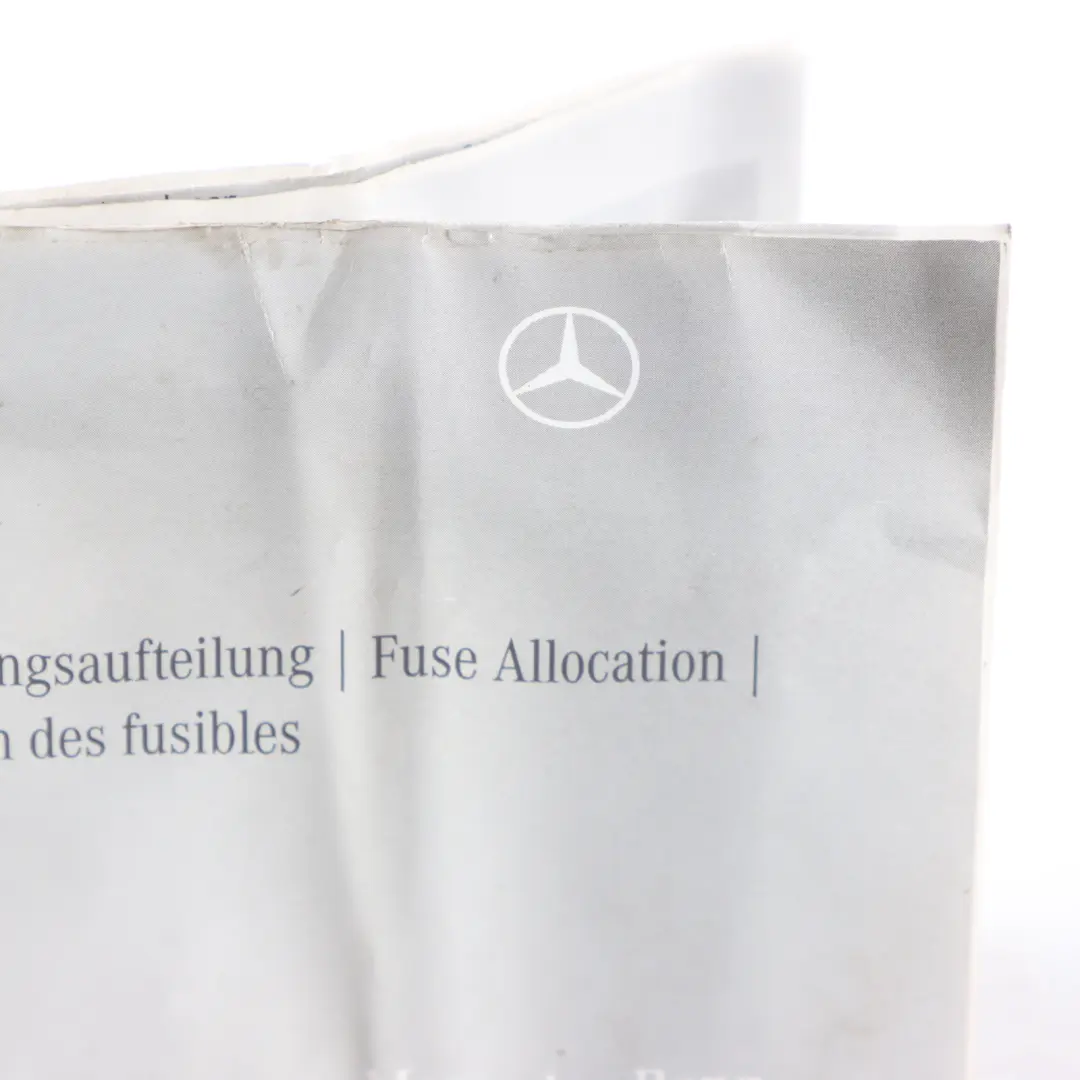 ngsaufteilung | Fuse Allocation |
n des fusibles